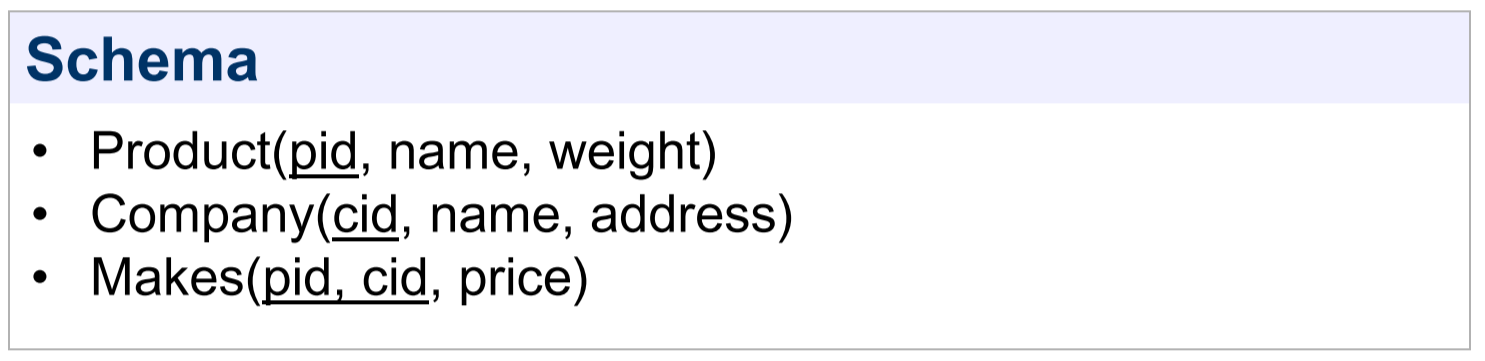 Schema
• Product(pid, name, weight)
• Company(cid, name, address)
• Makes(pid, cid, price)